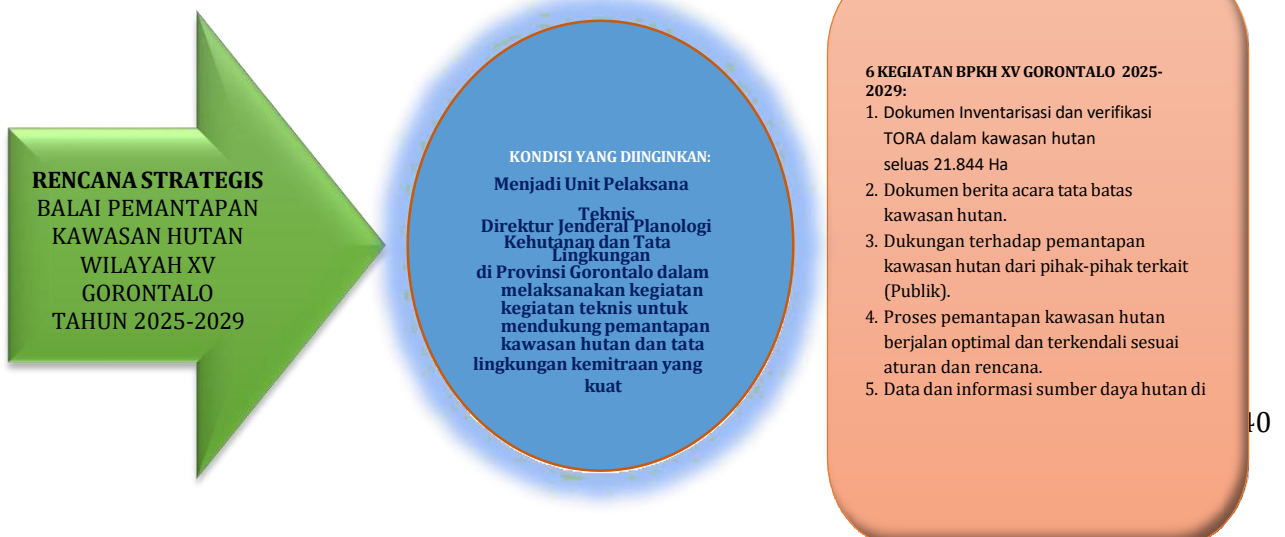 RENCANA STRATEGIS
BALAI PEMANTAPAN
KAWASAN HUTAN
WILAYAH XV
GORONTALO
TAHUN 2025-2029
KONDISI YANG DIINGINKAN:
Menjadi Unit Pelaksana
Teknis
Direktur Jenderal Planologi
Kehutanan dan Tata
Lingkungan
di Provinsi Gorontalo dalam
melaksanakan kegiatan
kegiatan teknis untuk
mendukung pemantapan
kawasan hutan dan tata
lingkungan kemitraan yang
kuat
6 KEGIATAN BPKH XV GORONTALO 2025-
2029:
1. Dokumen Inventarisasi dan verifikasi
TORA dalam kawasan hutan
seluas 21.844 Ha
2. Dokumen berita acara tata batas
kawasan hutan.
3. Dukungan terhadap pemantapan
kawasan hutan dari pihak-pihak terkait
(Publik).
4. Proses pemantapan kawasan hutan
berjalan optimal dan terkendali sesuai
aturan dan rencana.
5. Data dan informasi sumber daya hutan di